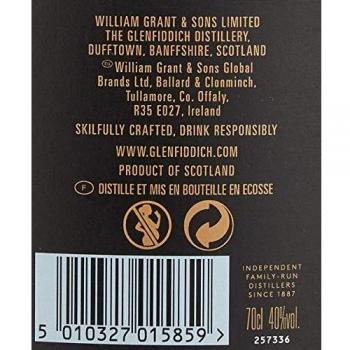 WILLIAM GRANT & SONS LIMITED
THE GLENFIDDICH DISTILLERY,
DUFFTOWN, BANFFSHIRE, SCOTLAND
William Grant & Sons Global
Brands Ltd, Ballard & Clonminch,
Tullamore, Co. Offaly,
R35 E027, Ireland
SKILFULLY CRAFTED, DRINK RESPONSIBLY
WWW.GLENFIDDICH.COM
PRODUCT OF SCOTLAND
F DISTILLE ET MIS EN BOUTEILLE EN ECOSSE
INDEPENDENT
FAMILY-RUN
DISTILLERS
SINCE 1887
70cl 40%vol.
257336
5 010327 015859 >